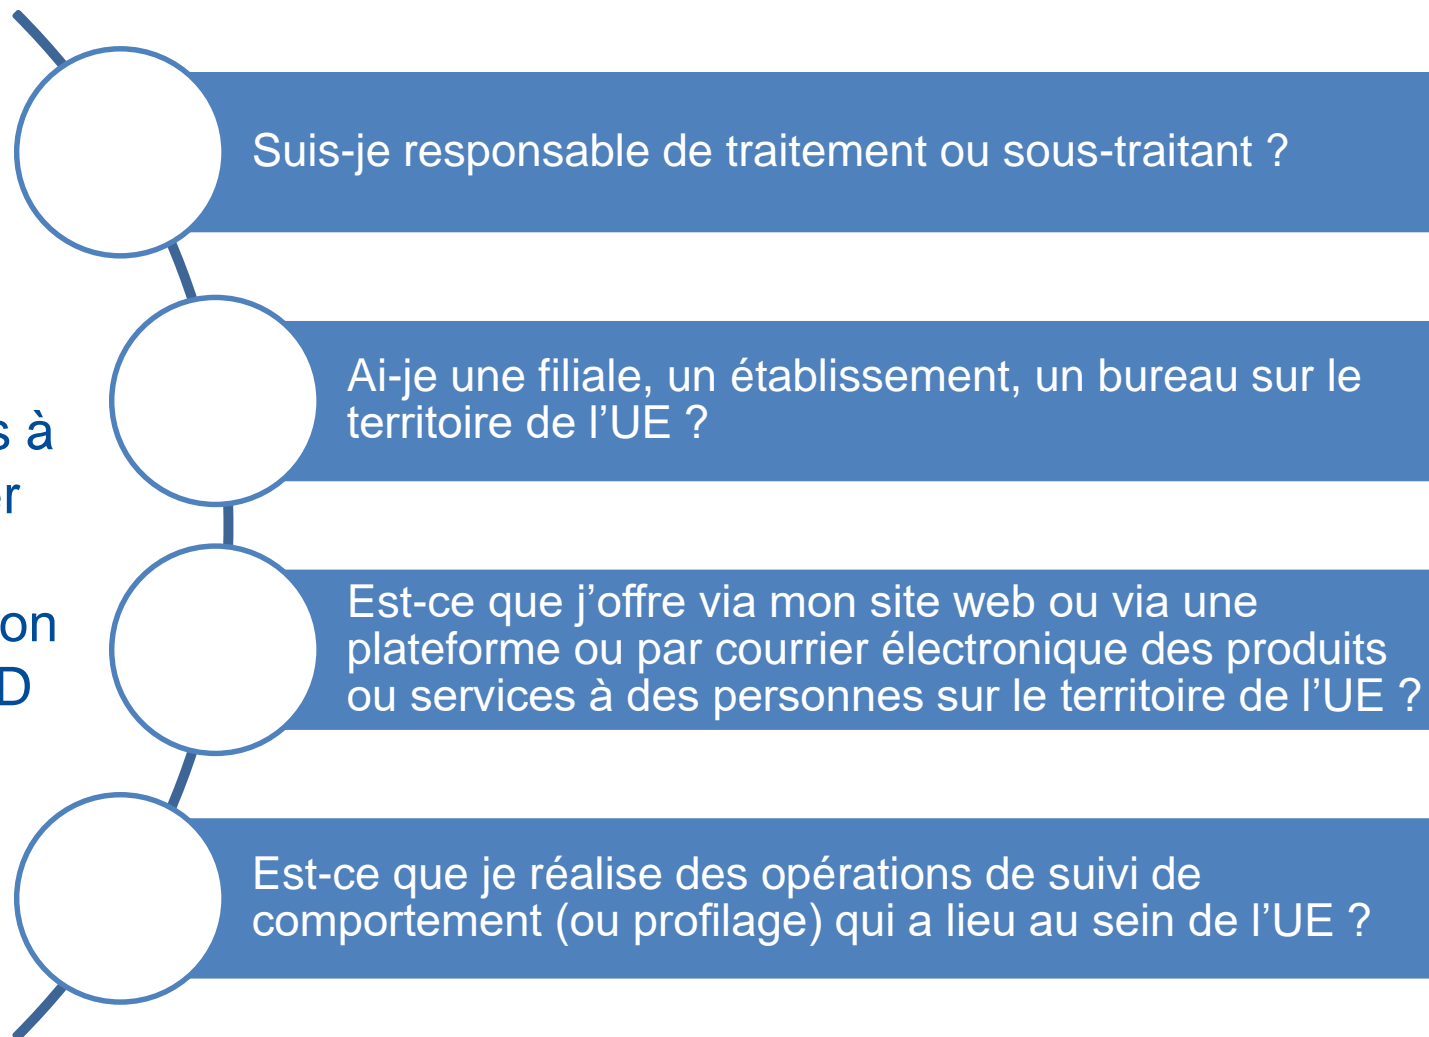 Suis-je responsable de traitement ou sous-traitant ?
Ai-je une filiale, un établissement, un bureau sur le
territoire de l’UE ?
à
Est-ce que j’offre via mon site web ou via une
plateforme ou par courrier électronique des produits
ou services à des personnes sur le territoire de l’UE ?
Est-ce que je réalise des opérations de suivi de
comportement (ou profilage) qui a lieu au sein de l’UE ?